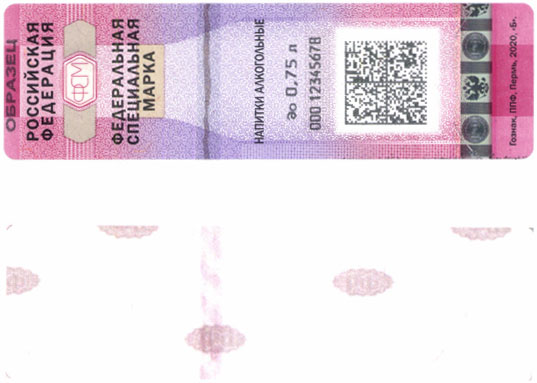 ОБРАЗЕЦ
РОССИЙСКАЯ
ФЕДЕРАЦИЯ
ФСМ
ФЕДЕРАЛЬНАЯ
СПЕЦИАЛЬНАЯ
МАРКА
НАПИТКИ АЛКОГОЛЬНЫЕ
до 0,75 л
000 12345678
Гознак, ППФ, Пермь, 2020, «Б».